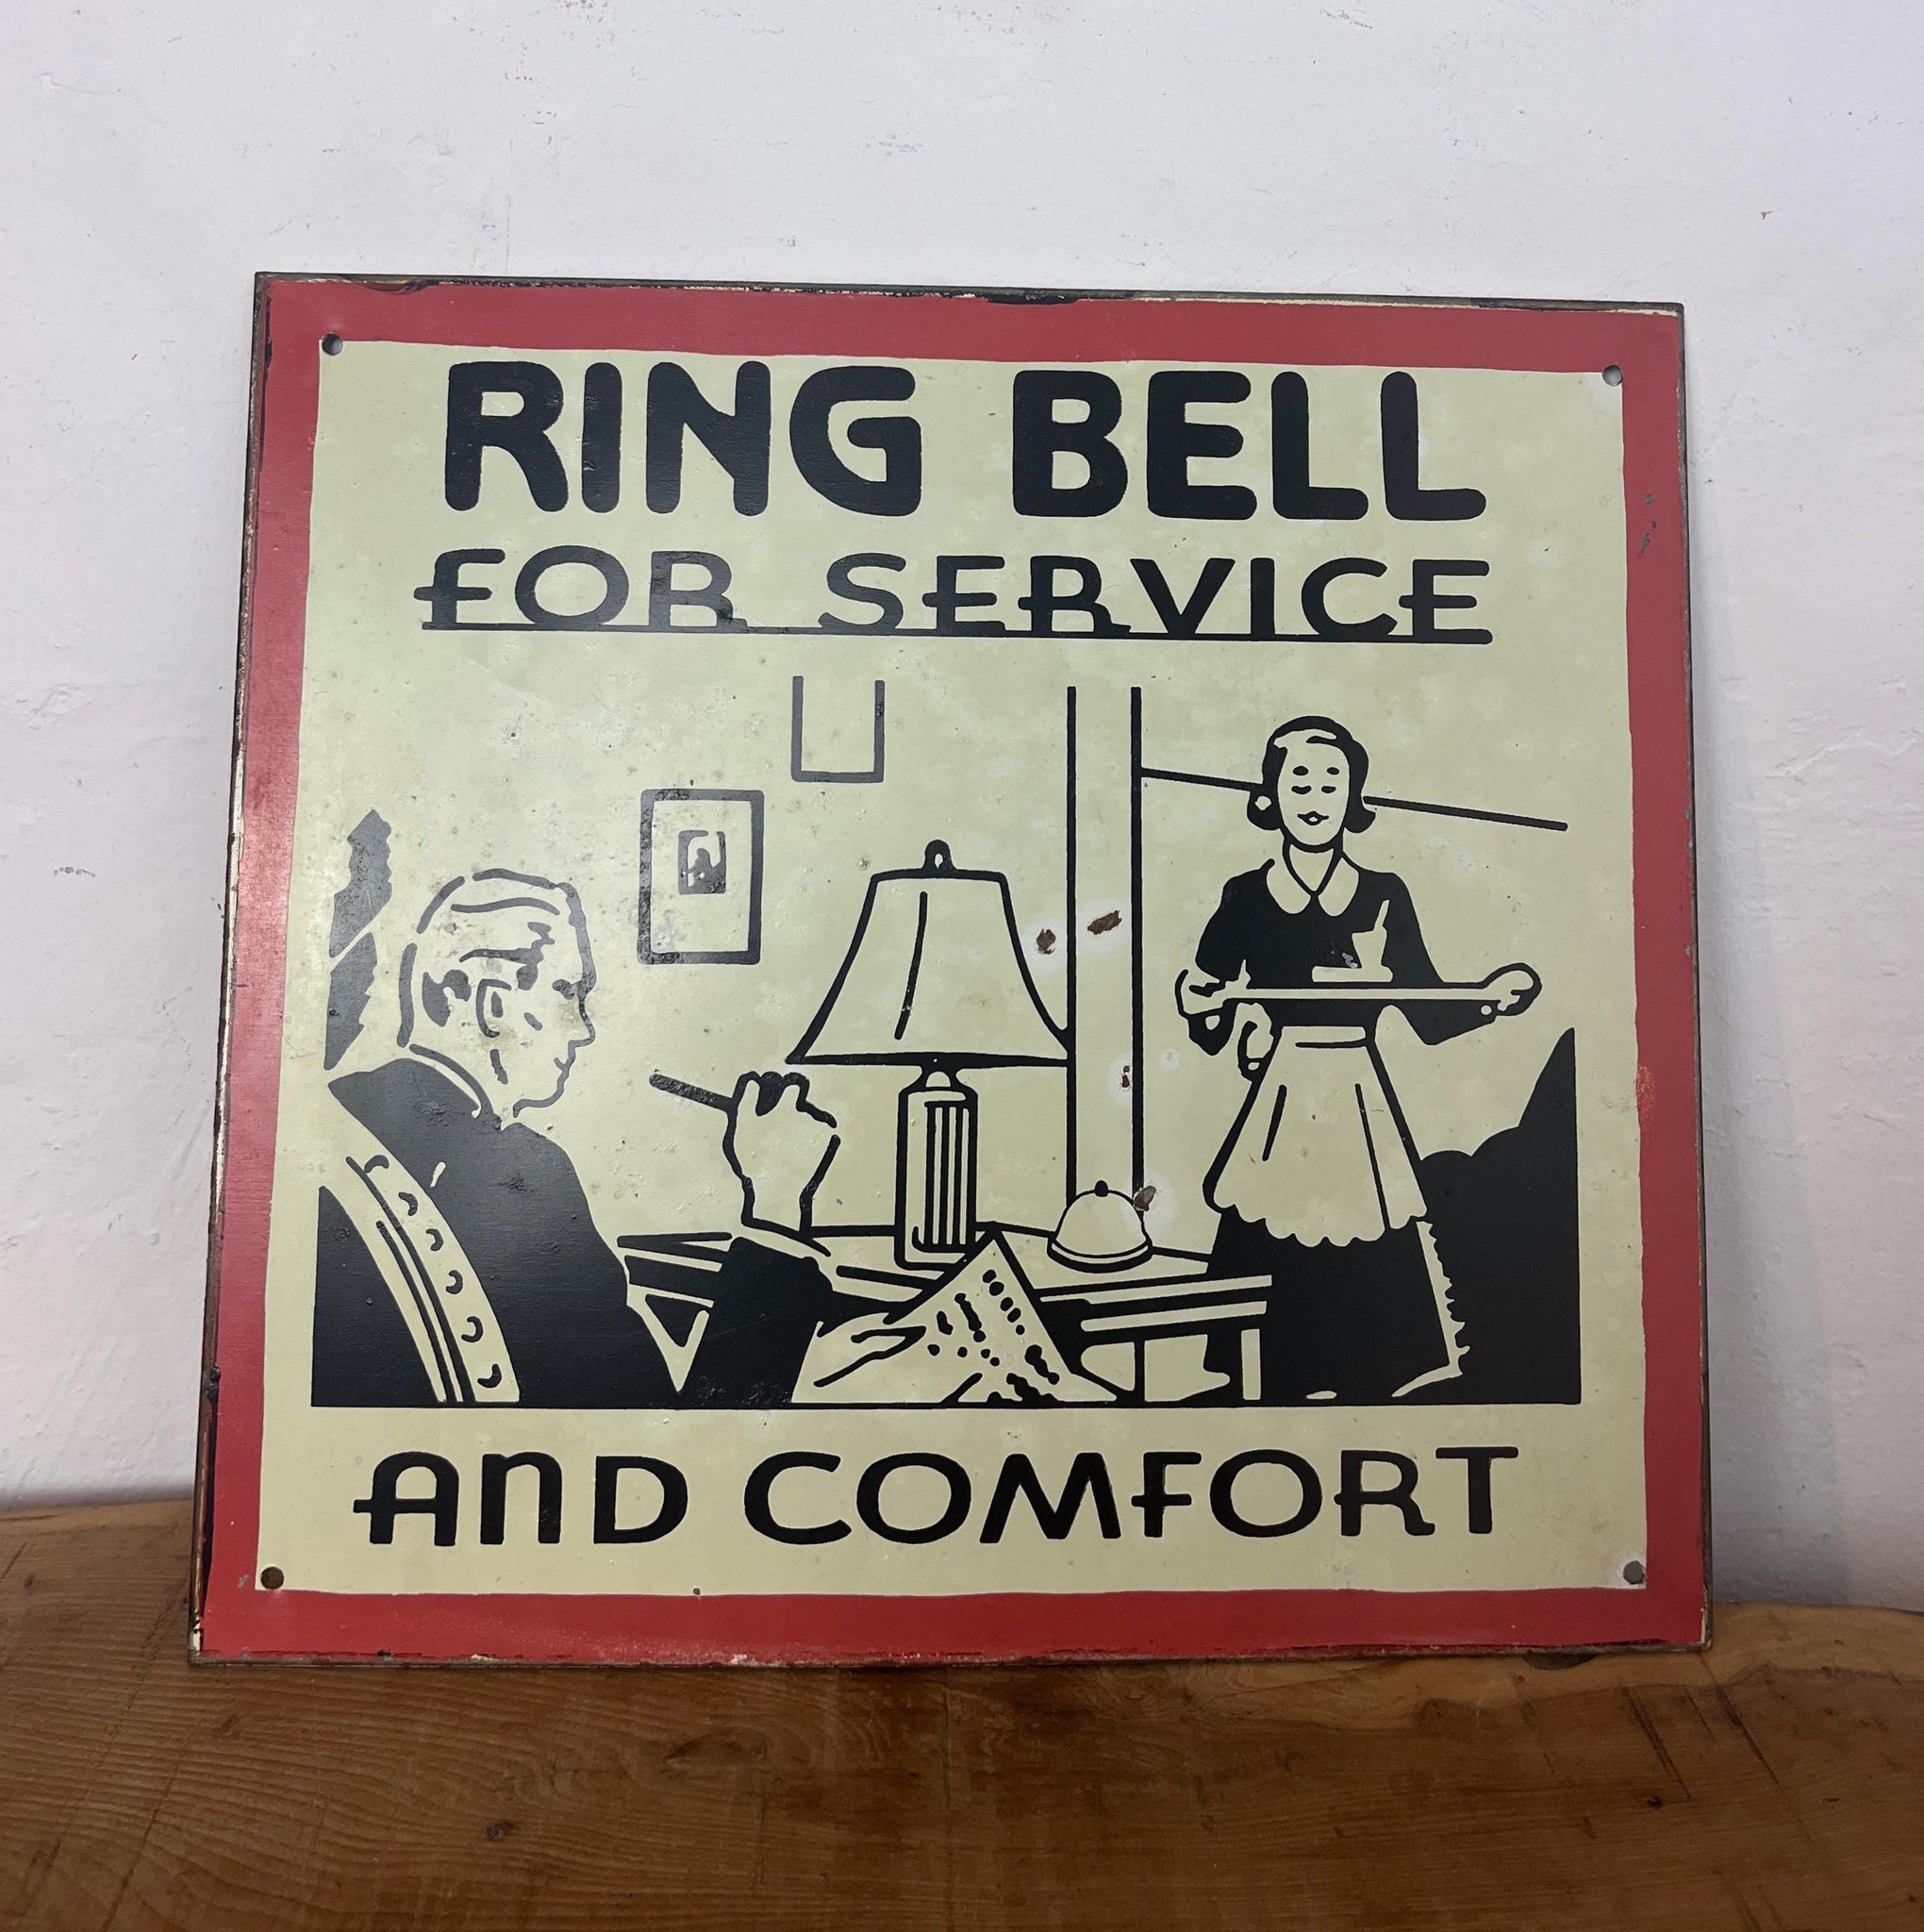 RING BELL
FOR SERVICE
AND COMFORT